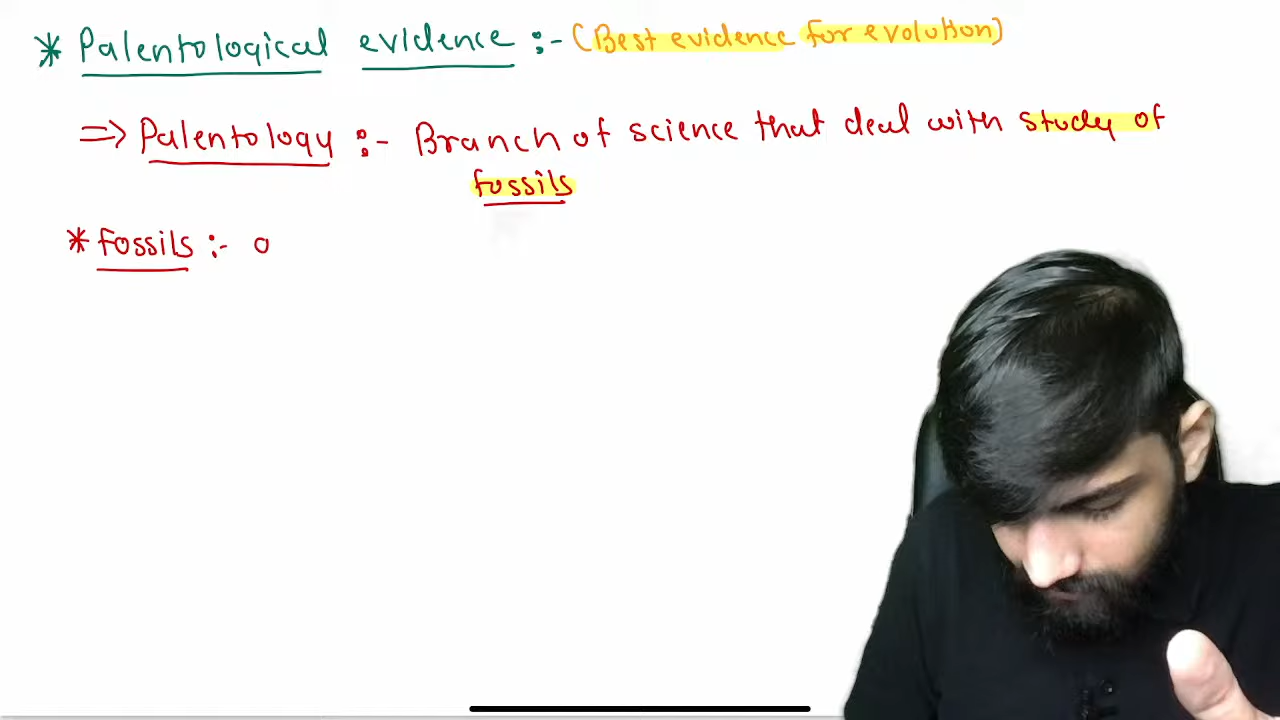 * Palentological evidence :- (Best evidence for evolution)
=> Palentology :- Branch of science that deal with study of
fossils
* fossils :- o